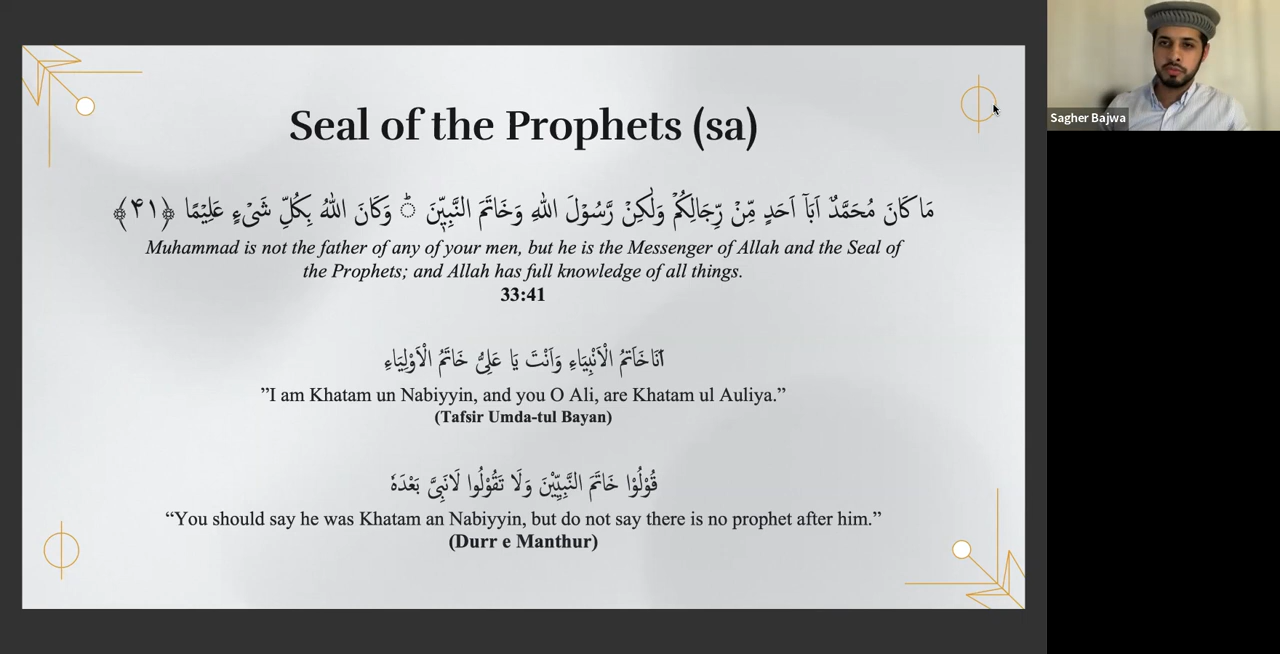 Seal of the Prophets (sa)
مَا كَانَ مُحَمَّدٌ اَبَاۤ اَحَدٍ مِّنْ رِّجَالِكُمْ وَلٰكِنْ رَّسُوْلَ اللّٰهِ وَخَاتَمَ النَّبِيّٖنَ ؕ وَكَانَ اللّٰهُ بِكُلِّ شَيْءٍ عَلِيْمًا ﴿۴۱﴾
Muhammad is not the father of any of your men, but he is the Messenger of Allah and the Seal of
the Prophets; and Allah has full knowledge of all things.
33:41
اَنَا خَاتَمُ الْاَنْبِيَاءِ وَاَنْتَ يَا عَلِيُّ خَاتَمُ الْاَوْلِيَاءِ
”I am Khatam un Nabiyyin, and you O Ali, are Khatam ul Auliya.”
(Tafsir Umda-tul Bayan)
قُوْلُوْا خَاتَمَ النَّبِيِّيْنَ وَلَا تَقُوْلُوا لَانَبِيَّ بَعْدَهٗ
“You should say he was Khatam an Nabiyyin, but do not say there is no prophet after him.”
(Durr e Manthur)
Sagher Bajwa